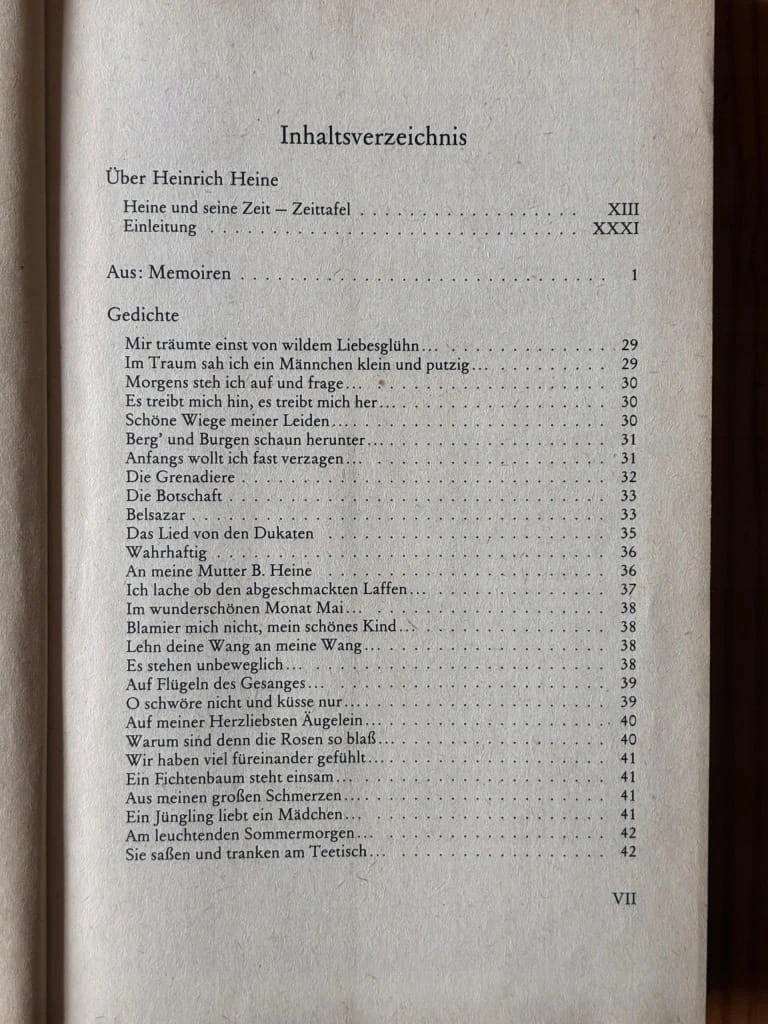 Inhaltsverzeichnis
Über Heinrich Heine
Heine und seine Zeit – Zeittafel . . . . . . . . . . . . . . . . . XIII
Einleitung . . . . . . . . . . . . . . . . . . . . . . . . . . . . . XXXI
Aus: Memoiren . . . . . . . . . . . . . . . . . . . . . . . . . . . . 1
Gedichte
Mir träumte einst von wildem Liebesglühn... . . . . . . . . . . . . . 29
Im Traum sah ich ein Männchen klein und putzig... . . . . . . . . . . 29
Morgens steh ich auf und frage... . . . . . . . . . . . . . . . . . . 30
Es treibt mich hin, es treibt mich her... . . . . . . . . . . . . . . . 30
Schöne Wiege meiner Leiden... . . . . . . . . . . . . . . . . . . . . 30
Berg' und Burgen schaun herunter... . . . . . . . . . . . . . . . . . 31
Anfangs wollt ich fast verzagen... . . . . . . . . . . . . . . . . . . 31
Die Grenadiere . . . . . . . . . . . . . . . . . . . . . . . . . . . 32
Die Botschaft . . . . . . . . . . . . . . . . . . . . . . . . . . . . 33
Belsazar . . . . . . . . . . . . . . . . . . . . . . . . . . . . . . 33
Das Lied von den Dukaten . . . . . . . . . . . . . . . . . . . . . . 35
Wahrhaftig . . . . . . . . . . . . . . . . . . . . . . . . . . . . . 36
An meine Mutter B. Heine . . . . . . . . . . . . . . . . . . . . . . 36
Ich lache ob den abgeschmackten Laffen... . . . . . . . . . . . . . . 37
Im wunderschönen Monat Mai... . . . . . . . . . . . . . . . . . . . 38
Blamier mich nicht, mein schönes Kind... . . . . . . . . . . . . . . . 38
Lehn deine Wang an meine Wang... . . . . . . . . . . . . . . . . . . 38
Es stehen unbeweglich... . . . . . . . . . . . . . . . . . . . . . . . 38
Auf Flügeln des Gesanges... . . . . . . . . . . . . . . . . . . . . . 39
O schwöre nicht und küsse nur... . . . . . . . . . . . . . . . . . . . 39
Auf meiner Herzliebsten Äugelein... . . . . . . . . . . . . . . . . . 40
Warum sind denn die Rosen so blaß... . . . . . . . . . . . . . . . . 40
Wir haben viel füreinander gefühlt... . . . . . . . . . . . . . . . . . 41
Ein Fichtenbaum steht einsam... . . . . . . . . . . . . . . . . . . . 41
Aus meinen großen Schmerzen... . . . . . . . . . . . . . . . . . . . 41
Ein Jüngling liebt ein Mädchen... . . . . . . . . . . . . . . . . . . . 41
Am leuchtenden Sommermorgen... . . . . . . . . . . . . . . . . . . 42
Sie saßen und tranken am Teetisch... . . . . . . . . . . . . . . . . . 42
VII